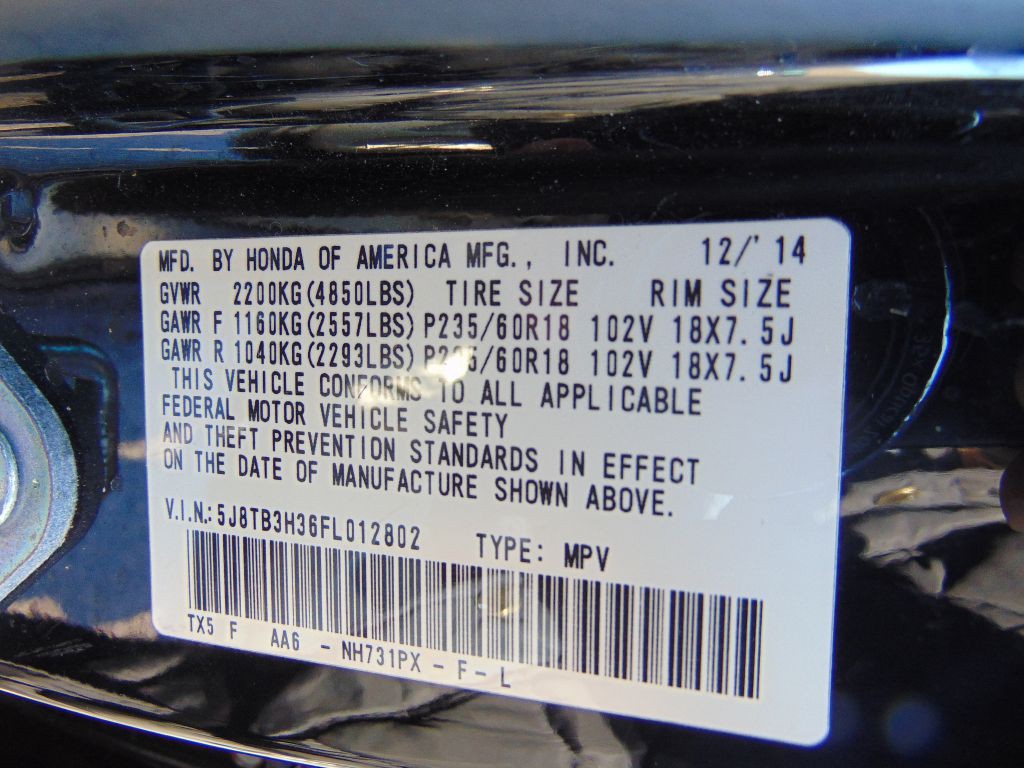 MFD. BY HONDA OF AMERICA MFG., INC. 12/'14
GVWR 2200KG(4850LBS) TIRE SIZE RIM SIZE
GAWR F 1160KG(2557LBS) P235/60R18 102V 18X7.5J
GAWR R 1040KG(2293LBS) P235/60R18 102V 18X7.5J
THIS VEHICLE CONFORMS TO ALL APPLICABLE
FEDERAL MOTOR VEHICLE SAFETY
AND THEFT PREVENTION STANDARDS IN EFFECT
ON THE DATE OF MANUFACTURE SHOWN ABOVE.
V.I.N.: 5J8TB3H36FL012802 TYPE: MPV
TX5 F AA6 - NH731PX - F - L